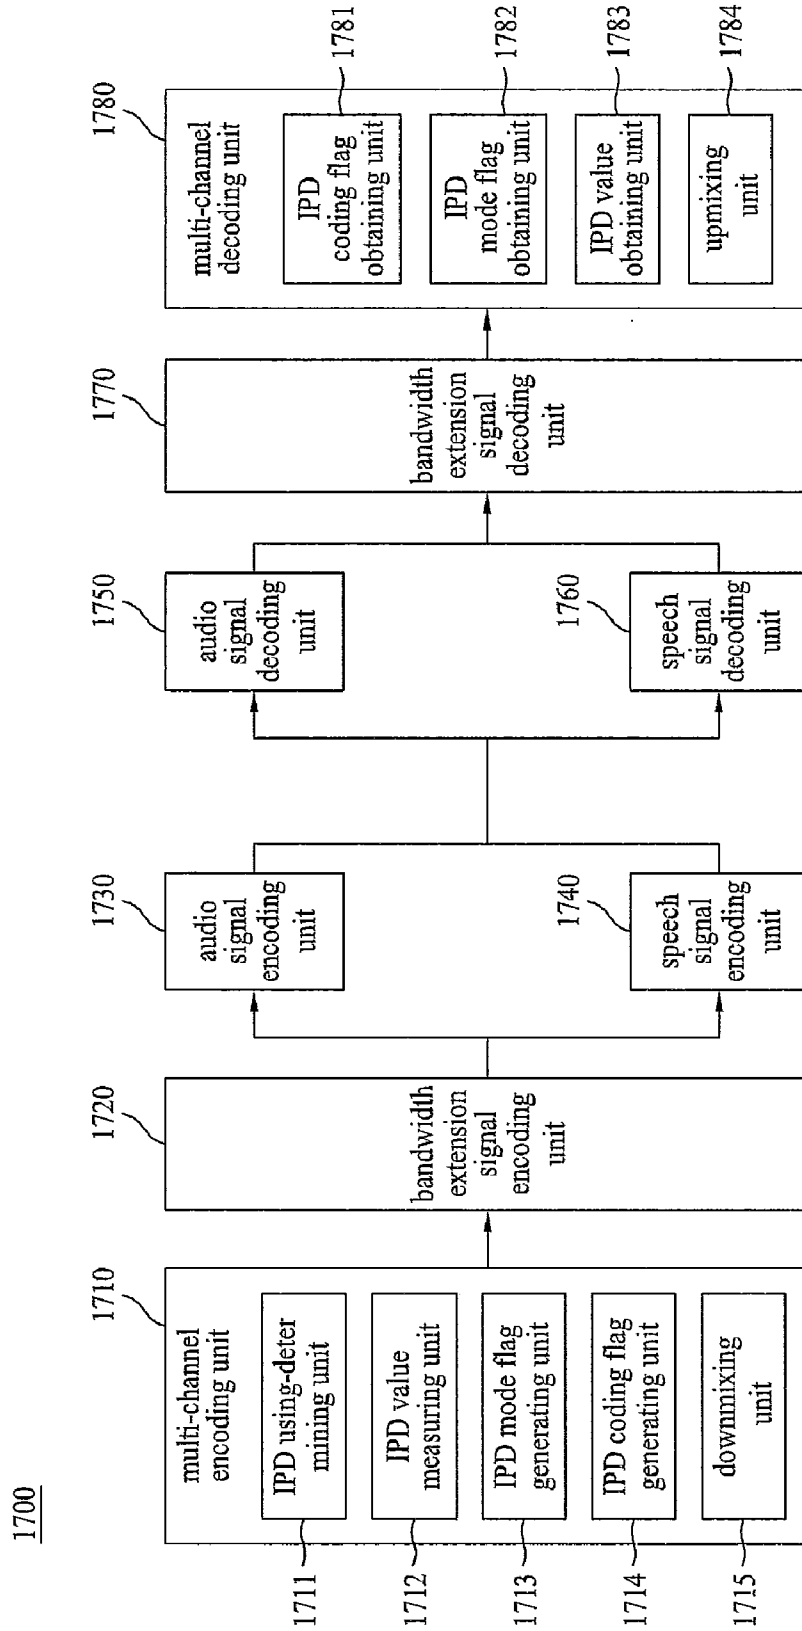 1700
1710
multi-channel
encoding unit
1711
IPD using-deter
mining unit
1712
IPD value
measuring unit
1713
IPD mode flag
generating unit
1714
IPD coding flag
generating unit
1715
downmixing
unit
1720
bandwidth
extension
signal
encoding
unit
1730
audio
signal
encoding
unit
1740
speech
signal
encoding
unit
1750
audio
signal
decoding
unit
1760
speech
signal
decoding
unit
1770
bandwidth
extension
signal
decoding
unit
1780
multi-channel
decoding unit
IPD
coding flag
obtaining unit
1781
IPD
mode flag
obtaining unit
1782
IPD value
obtaining unit
1783
upmixing
unit
1784